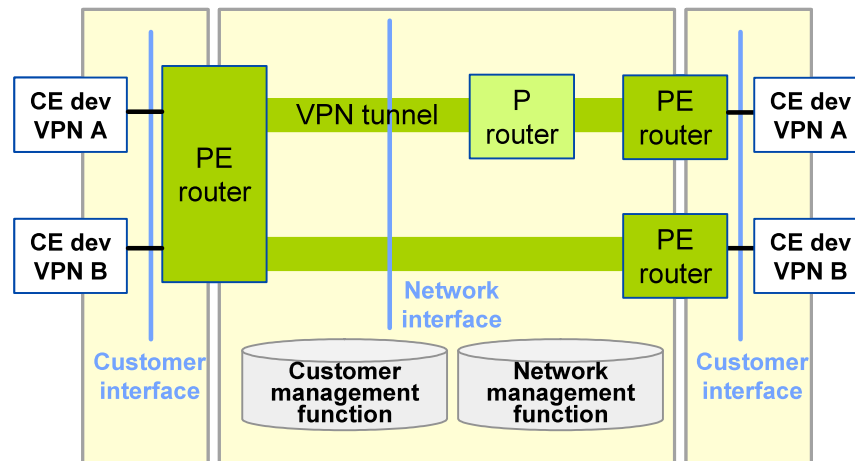 CE dev
VPN A
PE
router
VPN tunnel
P
router
PE
router
CE dev
VPN A
CE dev
VPN B
PE
router
CE dev
VPN B
Network
interface
Customer
interface
Customer
management
function
Network
management
function
Customer
interface